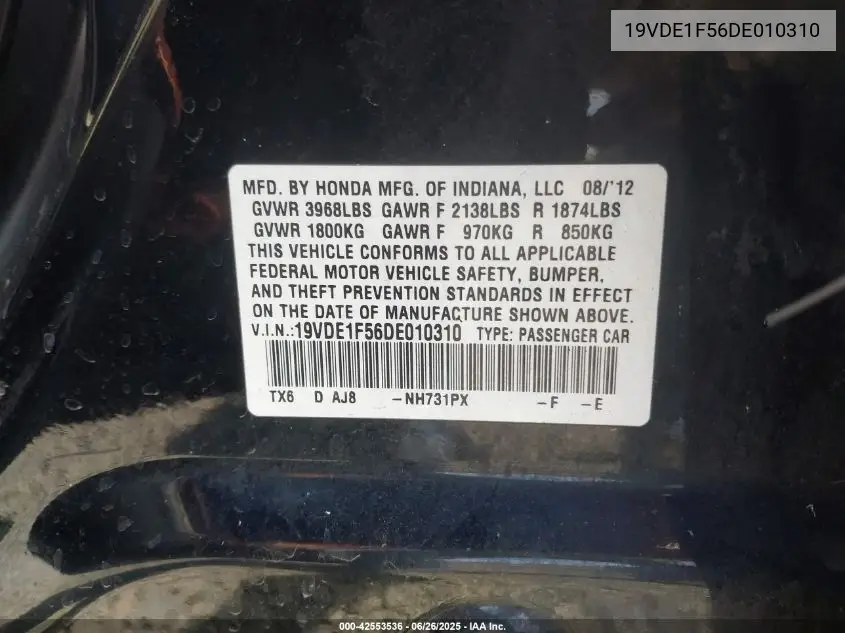 19VDE1F56DE010310
MFD. BY HONDA MFG. OF INDIANA, LLC 08/'12
GVWR 3968LBS GAWR F 2138LBS R 1874LBS
GVWR 1800KG GAWR F 970KG R 850KG
THIS VEHICLE CONFORMS TO ALL APPLICABLE
FEDERAL MOTOR VEHICLE SAFETY, BUMPER,
AND THEFT PREVENTION STANDARDS IN EFFECT
ON THE DATE OF MANUFACTURE SHOWN ABOVE.
V.I.N.:19VDE1F56DE010310 TYPE: PASSENGER CAR
TX6 D AJ8 -NH731PX -F -E
000-42553536 - 06/26/2025 - IAA Inc.